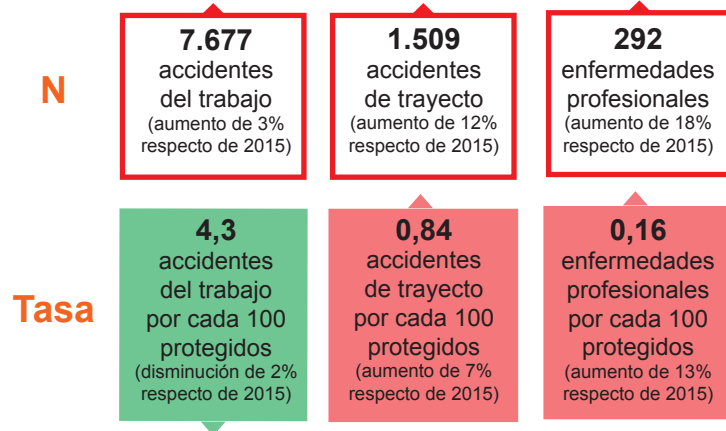 N
7.677
accidentes
del trabajo
(aumento de 3%
respecto de 2015)
1.509
accidentes
de trayecto
(aumento de 12%
respecto de 2015)
292
enfermedades
profesionales
(aumento de 18%
respecto de 2015)
Tasa
4,3
accidentes
del trabajo
por cada 100
protegidos
(disminución de 2%
respecto de 2015)
0,84
accidentes
de trayecto
por cada 100
protegidos
(aumento de 7%
respecto de 2015)
0,16
enfermedades
profesionales
por cada 100
protegidos
(aumento de 13%
respecto de 2015)